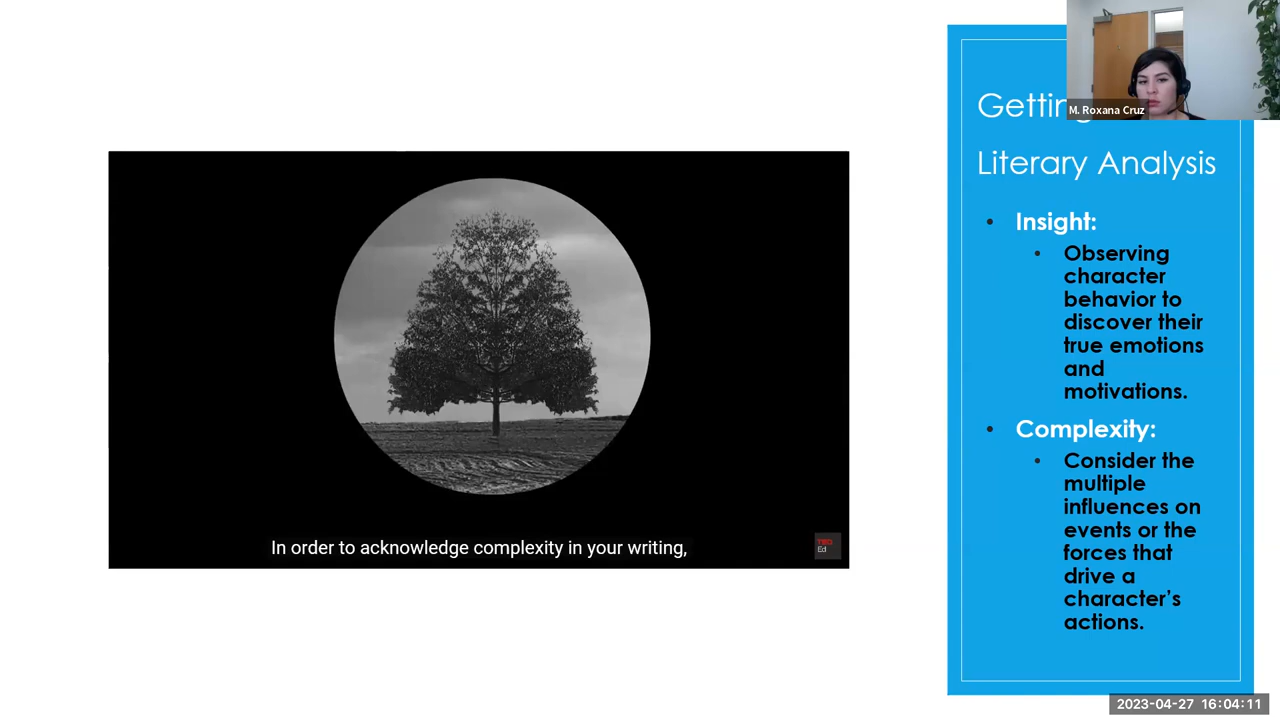 M. Roxana Cruz
Getting
Literary Analysis
• Insight:
• Observing
character
behavior to
discover their
true emotions
and
motivations.
• Complexity:
• Consider the
multiple
influences on
events or the
forces that
drive a
character's
actions.
In order to acknowledge complexity in your writing,
TED
Ed
2023-04-27 16:04:11